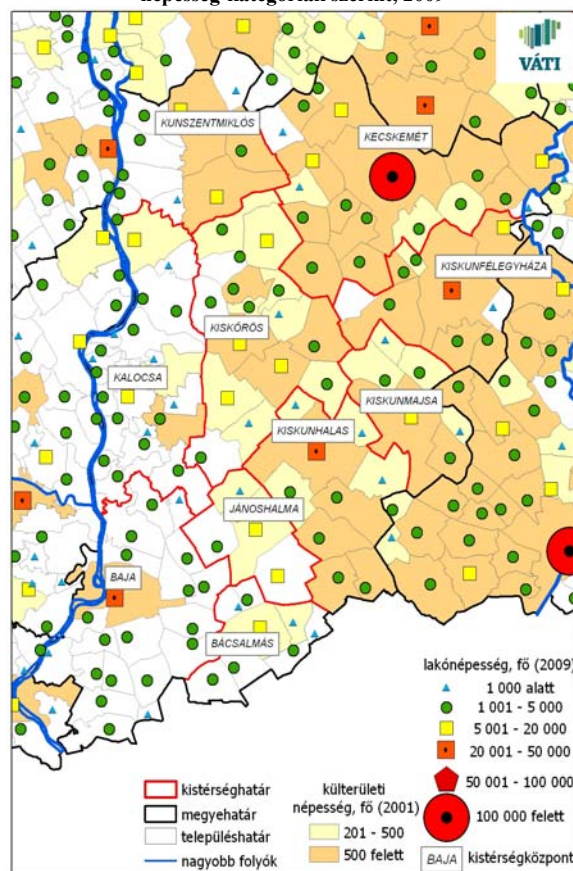 népesség-kategóriái szerint, 2009
VÁTI
KUNSZENTMIKLÓS
KECSKEMÉT
KISKUNFÉLEGYHÁZA
KISKŐRÖS
KALOCSA
KISKUNMAJSA
KISKUNHALAS
JÁNOSHALMA
BAJA
BÁCSALMÁS
lakónépesség, fő (2009)
1 000 alatt
1 001 - 5 000
5 001 - 20 000
20 001 - 50 000
50 001 - 100 000
100 000 felett
BAJA kistérségközpont
kistérséghatár
megyehatár
településhatár
nagyobb folyók
külterületi
népesség, fő (2001)
201 - 500
500 felett